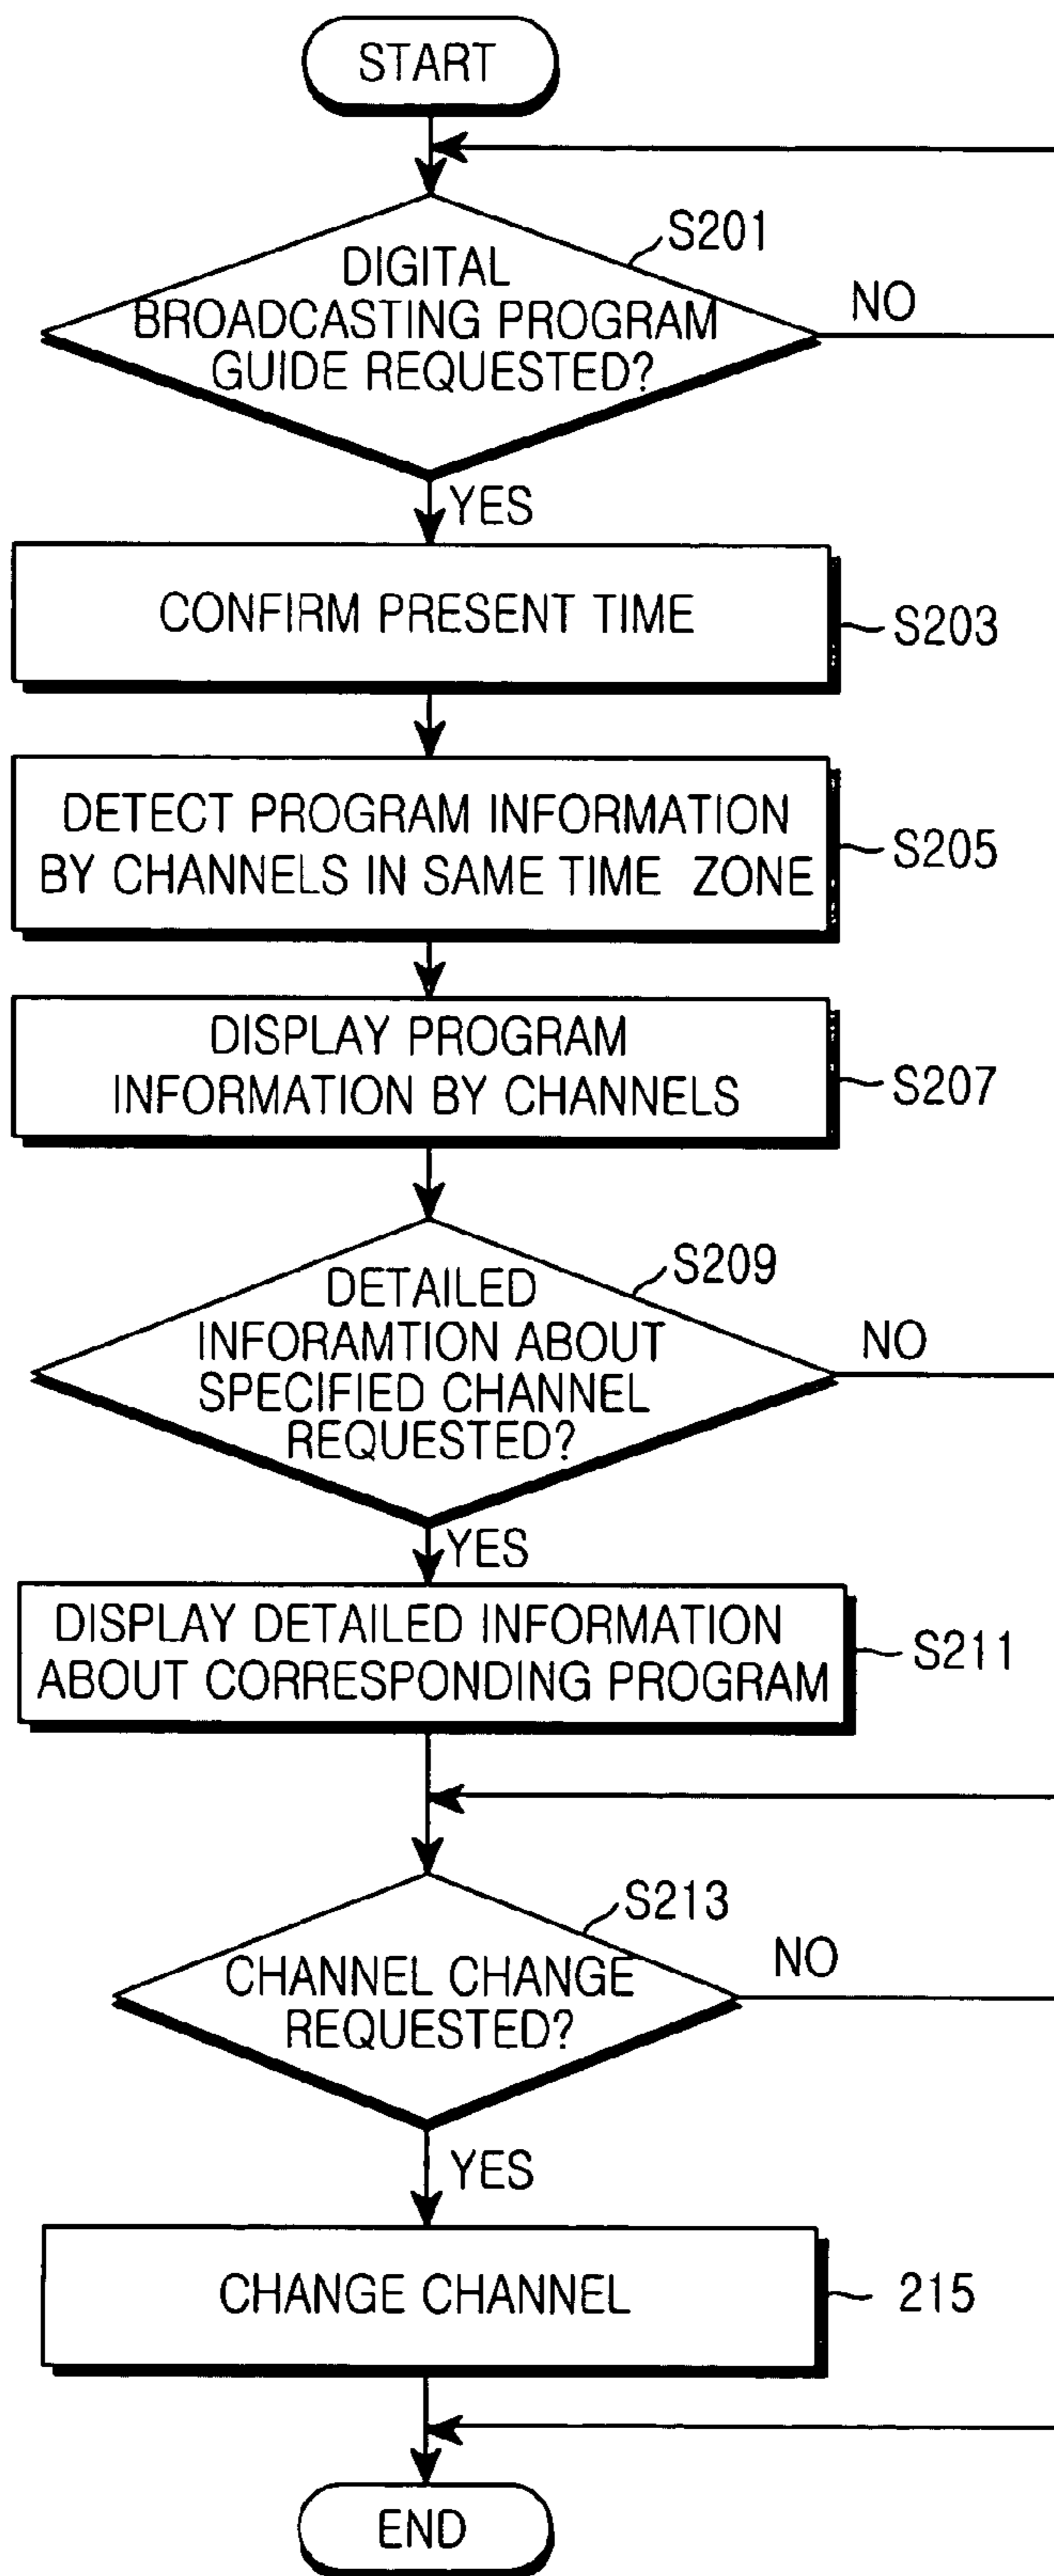 START
S201
DIGITAL
BROADCASTING PROGRAM
GUIDE REQUESTED?
NO
YES
CONFIRM PRESENT TIME
S203
DETECT PROGRAM INFORMATION
BY CHANNELS IN SAME TIME ZONE
S205
DISPLAY PROGRAM
INFORMATION BY CHANNELS
S207
S209
DETAILED
INFORAMTION ABOUT
SPECIFIED CHANNEL
REQUESTED?
NO
YES
DISPLAY DETAILED INFORMATION
ABOUT CORRESPONDING PROGRAM
S211
S213
CHANNEL CHANGE
REQUESTED?
NO
YES
CHANGE CHANNEL
215
END